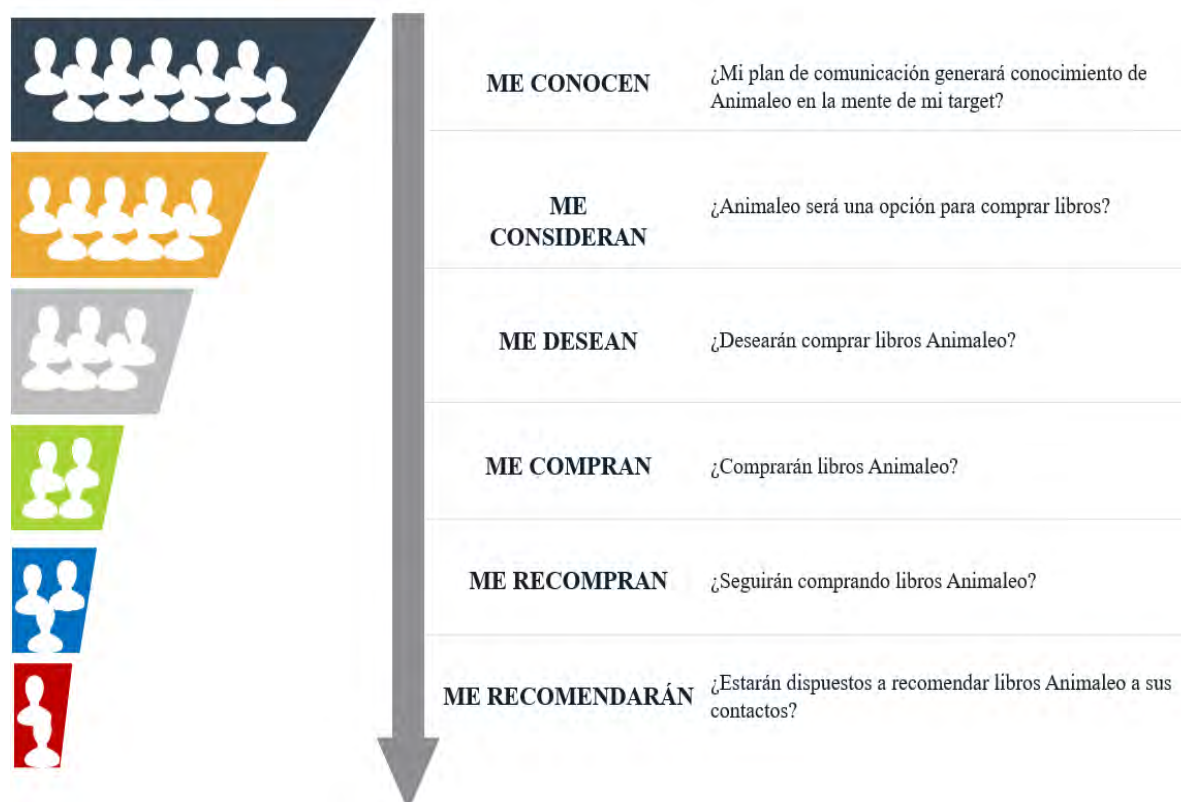 ME CONOCEN
¿Mi plan de comunicación generará conocimiento de
Animaleo en la mente de mi target?
ME
CONSIDERAN
¿Animaleo será una opción para comprar libros?
ME DESEAN
¿Desearán comprar libros Animaleo?
ME COMPRAN
¿Comprarán libros Animaleo?
ME RECOMPRAN
¿Seguirán comprando libros Animaleo?
ME RECOMENDARÁN
¿Estarán dispuestos a recomendar libros Animaleo a sus
contactos?